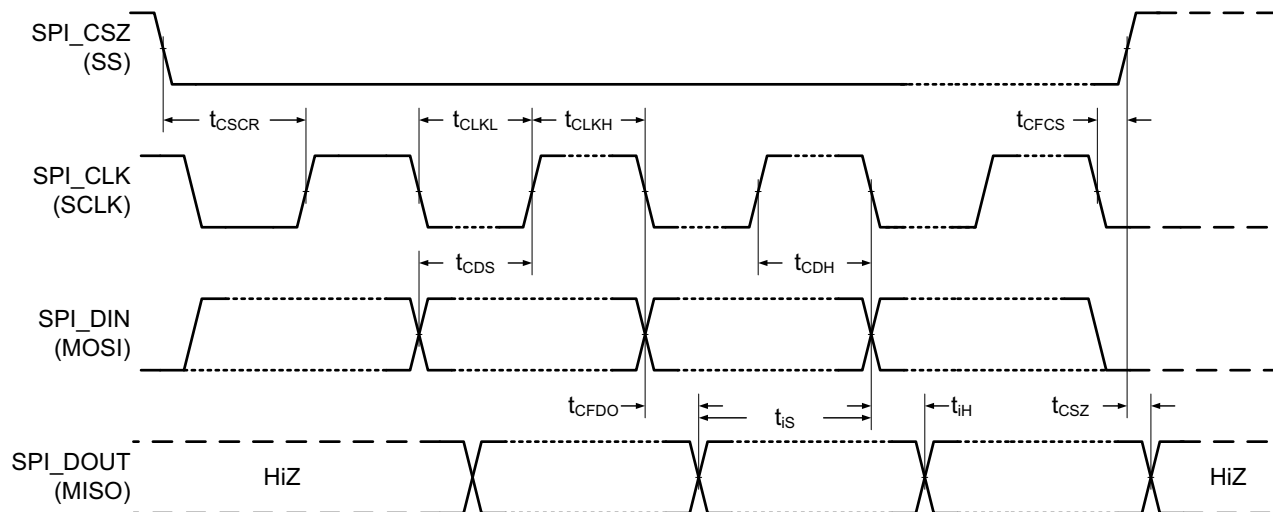 SPI_CSZ
(SS)
tCSCR
tCLKL
tCLKH
tCFCS
SPI_CLK
(SCLK)
tCDS
tCDH
SPI_DIN
(MOSI)
tCFDO
tiS
tiH
tCSZ
SPI_DOUT
(MISO)
HiZ
HiZ